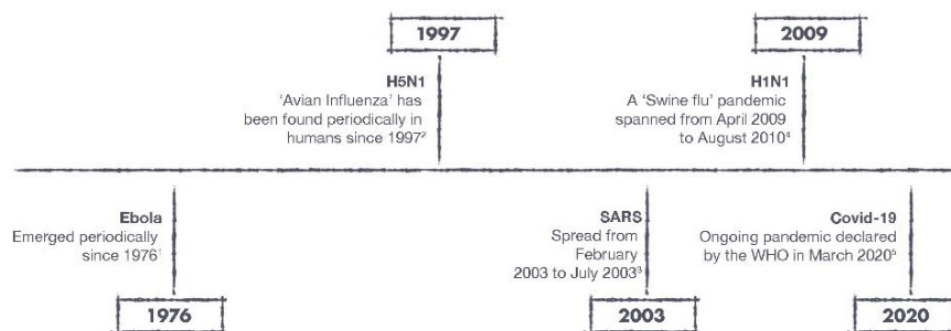 1997
H5N1
'Avian Influenza' has
been found periodically in
humans since 1997²
2009
H1N1
A 'Swine flu' pandemic
spanned from April 2009
to August 2010⁴
Ebola
Emerged periodically
since 1976¹
1976
SARS
Spread from
February
2003 to July 2003³
2003
Covid-19
Ongoing pandemic declared
by the WHO in March 2020⁵
2020